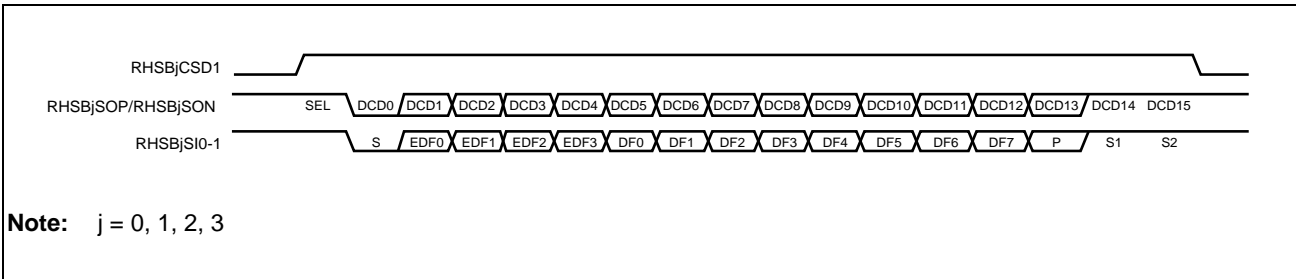 RHSBjCSD1
RHSBjSOP/RHSBjSON SEL DCD0 DCD1 DCD2 DCD3 DCD4 DCD5 DCD6 DCD7 DCD8 DCD9 DCD10 DCD11 DCD12 DCD13 DCD14 DCD15
RHSBjSI0-1 S EDF0 EDF1 EDF2 EDF3 DF0 DF1 DF2 DF3 DF4 DF5 DF6 DF7 P S1 S2
Note: j = 0, 1, 2, 3